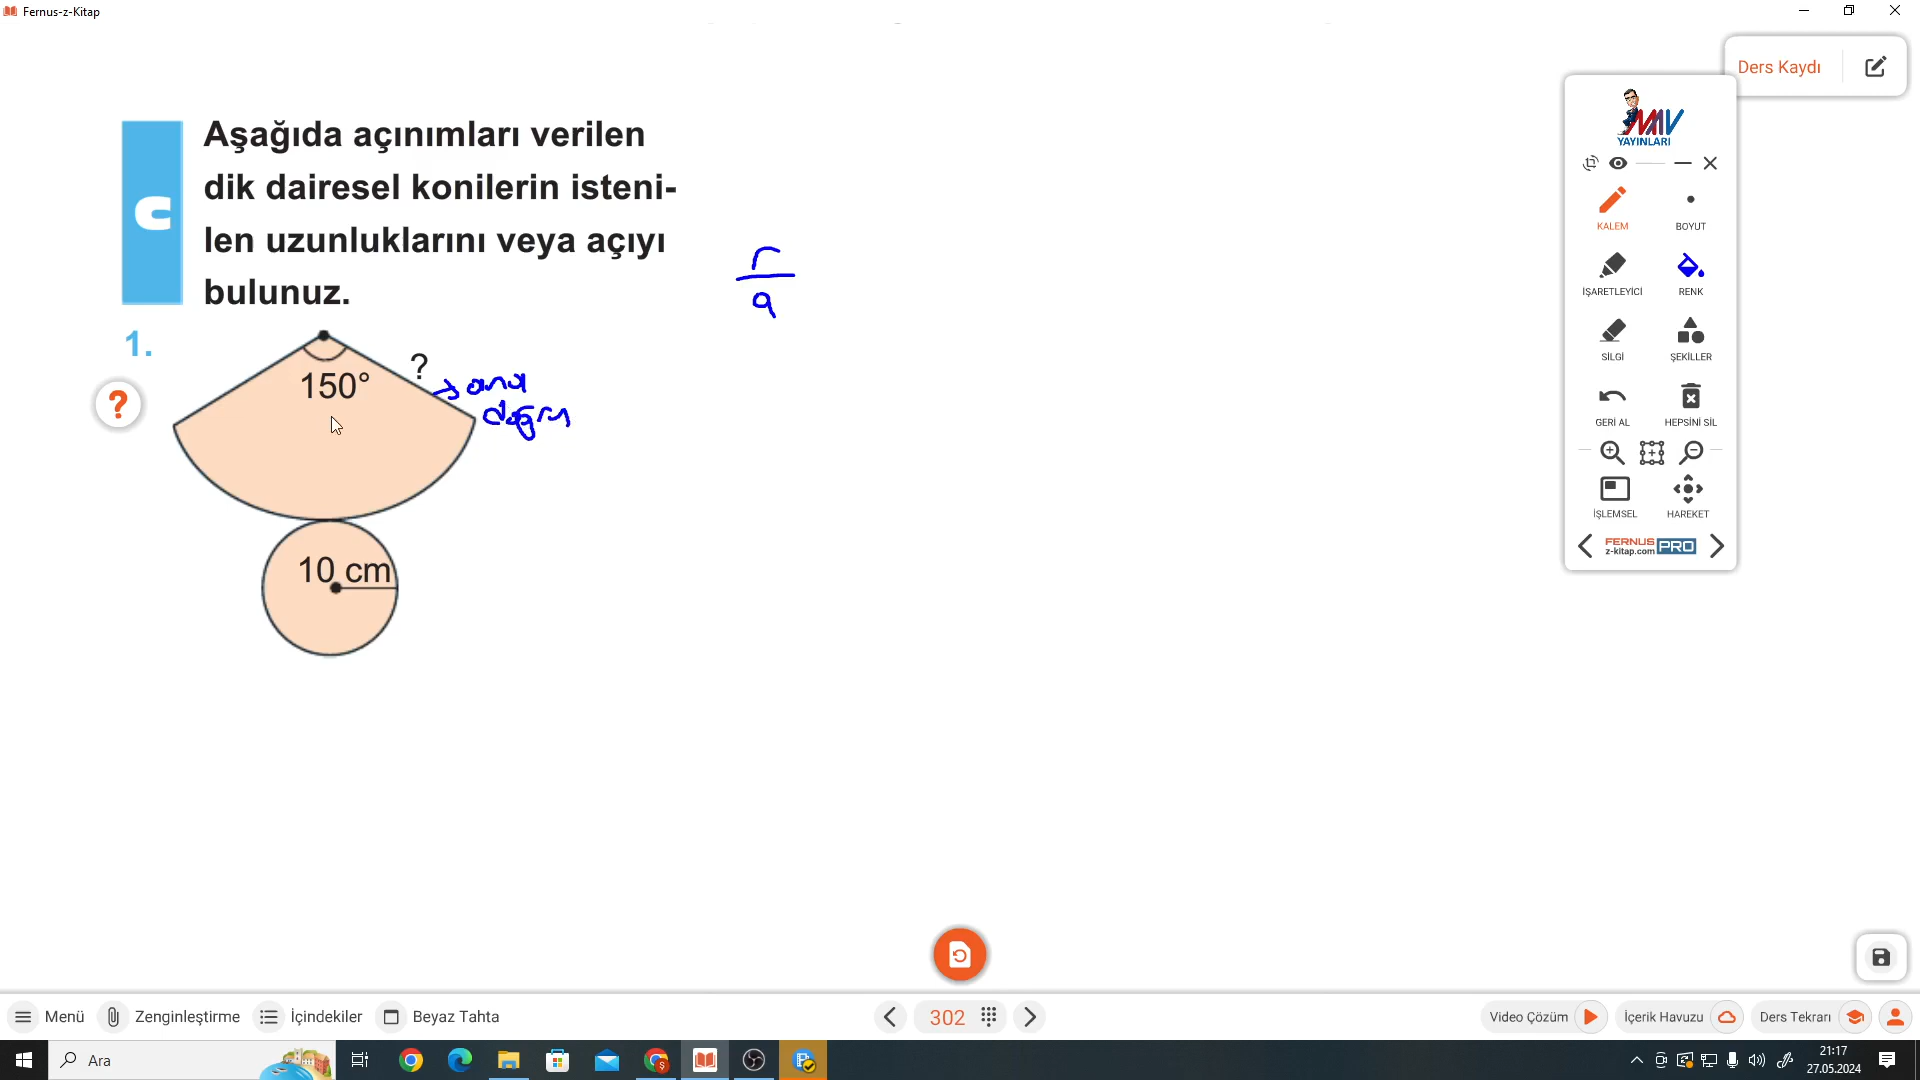 Fernus-z-Kitap
Ders Kaydı
C
Aşağıda açınımları verilen
dik dairesel konilerin isteni-
len uzunluklarını veya açıyı
bulunuz.
r
a
1.
?
150°
?
ana
doğru
10 cm
MAV
YAYINLARI
KALEM
BOYUT
İŞARETLEYİCİ
RENK
SİLGİ
ŞEKİLLER
GERİ AL
HEPSİNİ SİL
İŞLEMSEL
HAREKET
FERNUS
z-kitap.com
PRO
Menü
Zenginleştirme
İçindekiler
Beyaz Tahta
302
Video Çözüm
İçerik Havuzu
Ders Tekrarı
Ara
21:17
27.05.2024